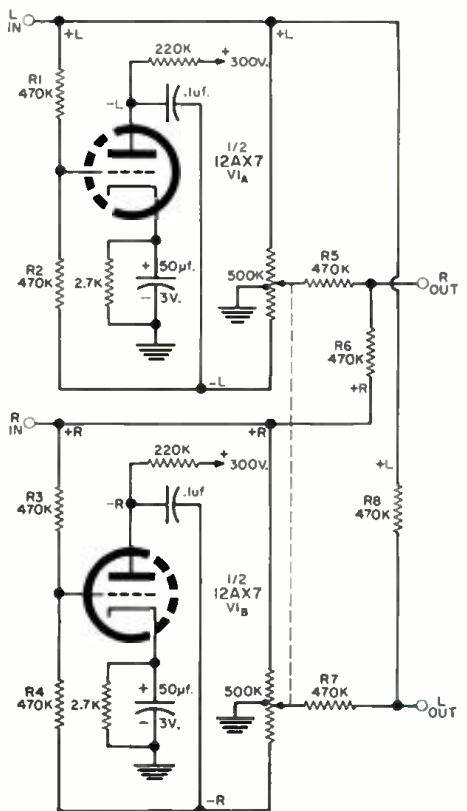 L
IN
+L
220K
+
300V.
R1
470K
-L
.1uf.
1/2
12AX7
V1A
R2
470K
2.7K
+
50µf.
-
3V.
500K
R5
470K
R
OUT
R6
470K
+R
-L
R
IN
+R
+R
220K
+
300V.
+L
R3
470K
-R
.1uf
R8
470K
1/2
12AX7
V1B
R4
470K
2.7K
+
50µf.
-
3V.
500K
R7
470K
L
OUT
-R
+L